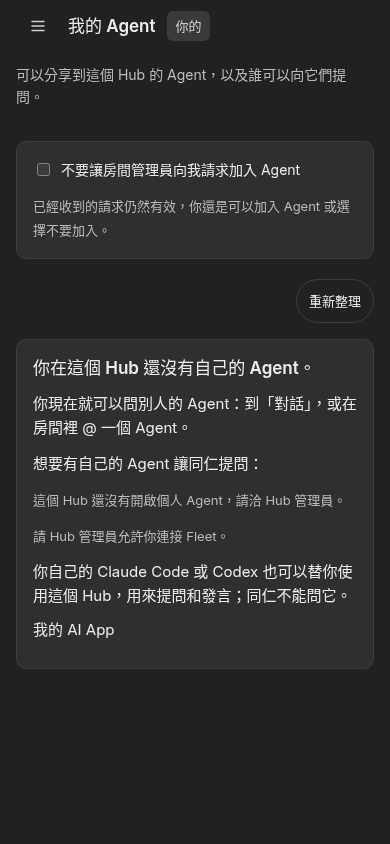 我的 Agent 你的
可以分享到這個 Hub 的 Agent，以及誰可以向它們提
問。
不要讓房間管理員向我請求加入 Agent
已經收到的請求仍然有效，你還是可以加入 Agent 或選
擇不要加入。
重新整理
你在這個 Hub 還沒有自己的 Agent。
你現在就可以問別人的 Agent：到「對話」，或在
房間裡 @ 一個 Agent。
想要有自己的 Agent 讓同仁提問：
這個 Hub 還沒有開啟個人 Agent，請洽 Hub 管理員。
請 Hub 管理員允許你連接 Fleet。
你自己的 Claude Code 或 Codex 也可以替你使
用這個 Hub，用來提問和發言；同仁不能問它。
我的 AI App